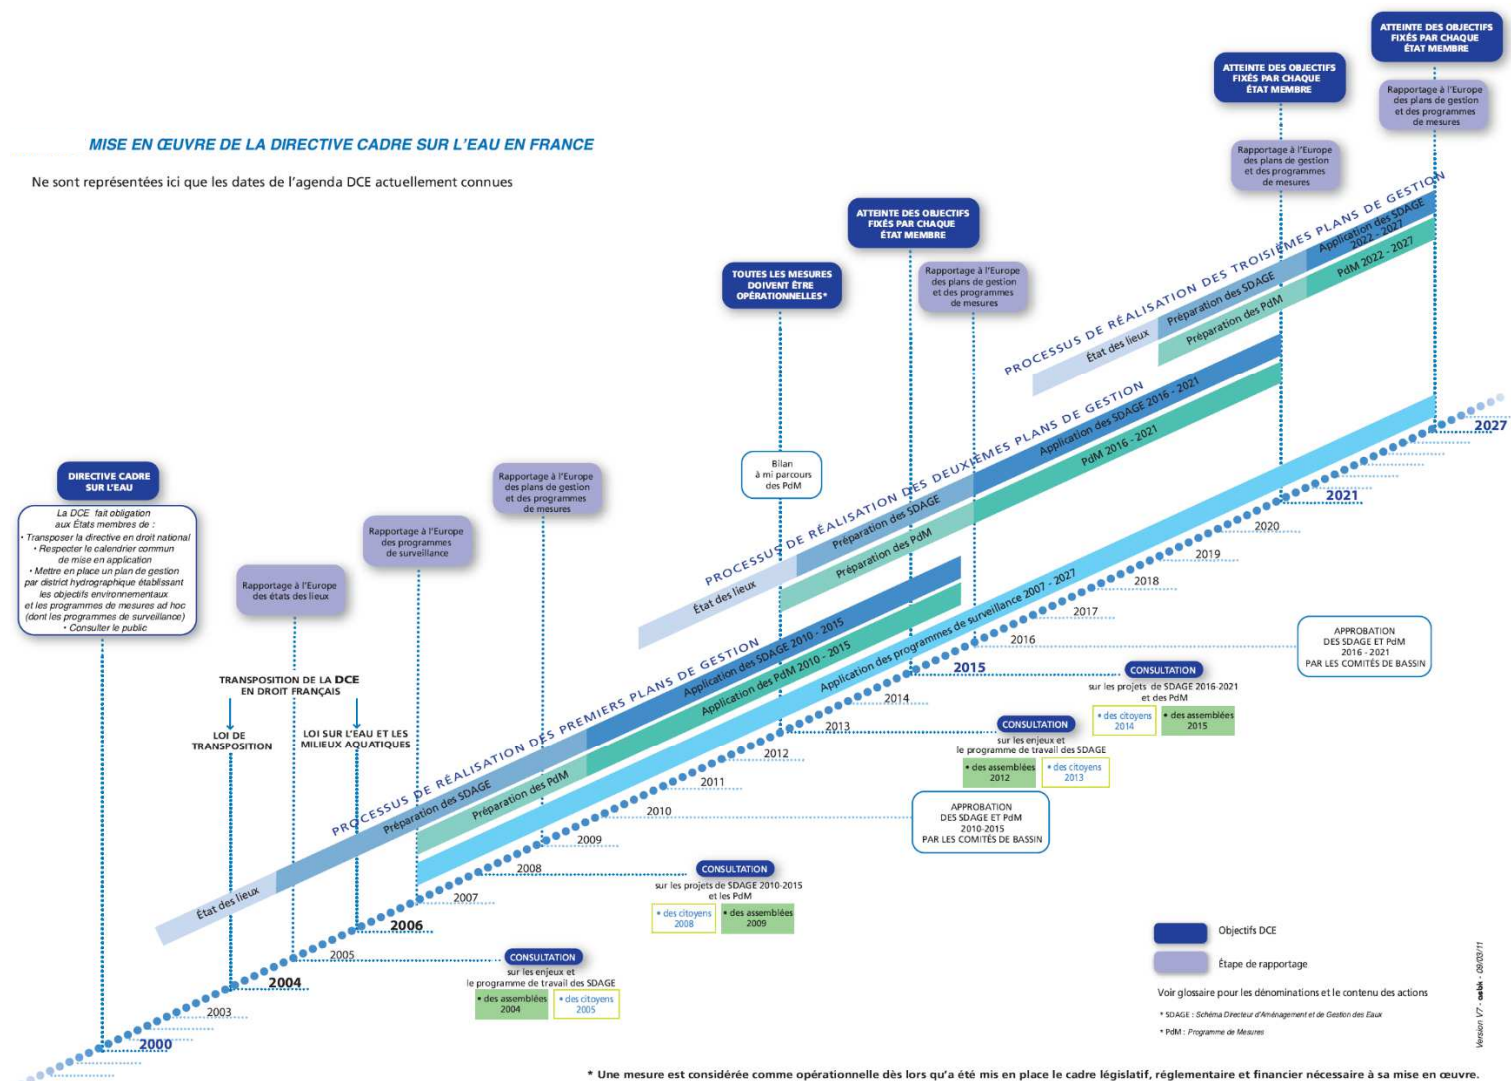 MISE EN ŒUVRE DE LA DIRECTIVE CADRE SUR L'EAU EN FRANCE
Ne sont représentées ici que les dates de l'agenda DCE actuellement connues
DIRECTIVE CADRE
SUR L'EAU
La DCE fait obligation
aux États membres de :
• Transposer la directive en droit national
• Respecter le calendrier commun
de mise en application
• Mettre en place un plan de gestion
par district hydrographique établissant
les objectifs environnementaux
et les programmes de mesures ad hoc
(dont les programmes de surveillance)
• Consulter le public
Rapportage à l'Europe
des états des lieux
TRANSPOSITION DE LA DCE
EN DROIT FRANÇAIS
LOI DE
TRANSPOSITION
LOI SUR L'EAU ET LES
MILIEUX AQUATIQUES
Rapportage à l'Europe
des programmes
de surveillance
Rapportage à l'Europe
des plans de gestion
et des programmes
de mesures
TOUTES LES MESURES
DOIVENT ÊTRE
OPÉRATIONNELLES*
Bilan
à mi parcours
des PdM
ATTEINTE DES OBJECTIFS
FIXÉS PAR CHAQUE
ÉTAT MEMBRE
Rapportage à l'Europe
des plans de gestion
et des programmes
de mesures
ATTEINTE DES OBJECTIFS
FIXÉS PAR CHAQUE
ÉTAT MEMBRE
Rapportage à l'Europe
des plans de gestion
et des programmes
de mesures
ATTEINTE DES OBJECTIFS
FIXÉS PAR CHAQUE
ÉTAT MEMBRE
Rapportage à l'Europe
des plans de gestion
et des programmes
de mesures
PROCESSUS DE RÉALISATION DES PREMIERS PLANS DE GESTION
État des lieux
Préparation des SDAGE
Application des SDAGE 2010 - 2015
Préparation des PdM
Application des PdM 2010 - 2015
Application des programmes de surveillance 2007 - 2027
PROCESSUS DE RÉALISATION DES DEUXIÈMES PLANS DE GESTION
État des lieux
Préparation des SDAGE
Application des SDAGE 2016 - 2021
Préparation des PdM
PdM 2016 - 2021
PROCESSUS DE RÉALISATION DES TROISIÈMES PLANS DE GESTION
État des lieux
Préparation des SDAGE
Application des SDAGE
2022 - 2027
Préparation des PdM
PdM 2022 - 2027
2000
2003
2004
2005
2006
2007
2008
2009
2010
2011
2012
2013
2014
2015
2016
2017
2018
2019
2020
2021
2027
CONSULTATION
sur les enjeux et
le programme de travail des SDAGE
• des assemblées
2004
• des citoyens
2005
CONSULTATION
sur les projets de SDAGE 2010-2015
et les PdM
• des citoyens
2008
• des assemblées
2009
APPROBATION
DES SDAGE ET PdM
2010-2015
PAR LES COMITÉS DE BASSIN
CONSULTATION
sur les enjeux et
le programme de travail des SDAGE
• des assemblées
2012
• des citoyens
2013
CONSULTATION
sur les projets de SDAGE 2016-2021
et des PdM
• des citoyens
2014
• des assemblées
2015
APPROBATION
DES SDAGE ET PdM
2016 - 2021
PAR LES COMITÉS DE BASSIN
Objectifs DCE
Étape de rapportage
Voir glossaire pour les dénominations et le contenu des actions
* SDAGE : Schéma Directeur d'Aménagement et de Gestion des Eaux
* PdM : Programme de Mesures
Version V7 - oebk - 09/03/11
* Une mesure est considérée comme opérationnelle dès lors qu'a été mis en place le cadre législatif, réglementaire et financier nécessaire à sa mise en œuvre.